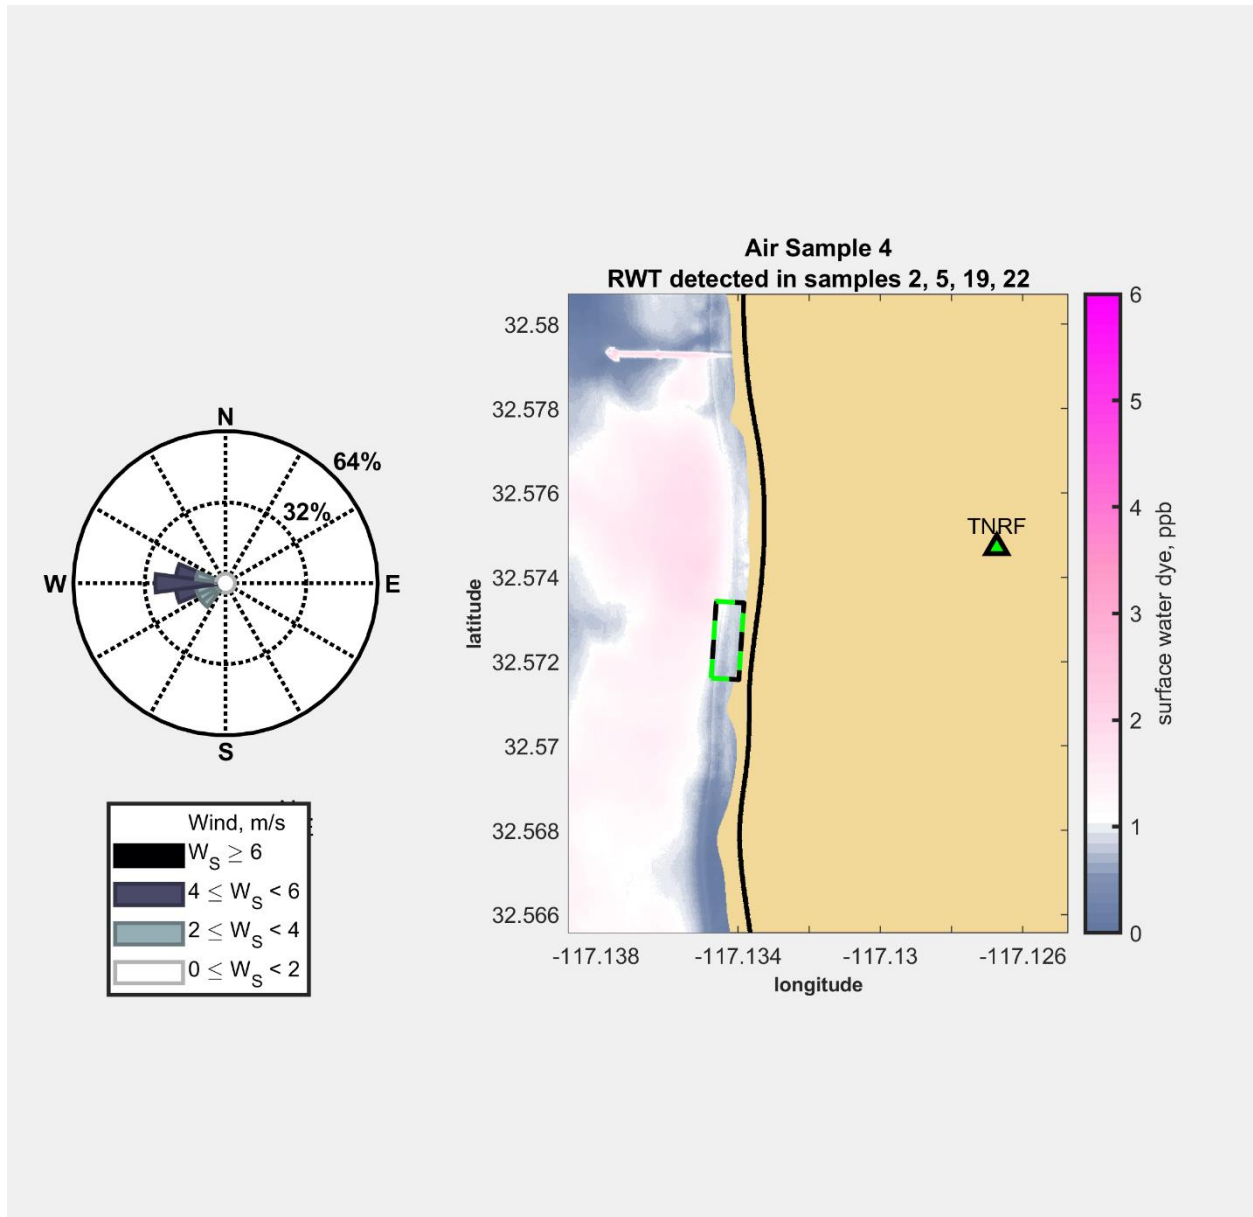 Air Sample 4
RWT detected in samples 2, 5, 19, 22
N
64%
32%
W
E
S
Wind, m/s
W_S ≥ 6
4 ≤ W_S < 6
2 ≤ W_S < 4
0 ≤ W_S < 2
32.58
32.578
32.576
32.574
32.572
32.57
32.568
32.566
latitude
TNRF
-117.138
-117.134
-117.13
-117.126
longitude
6
5
4
3
2
1
0
surface water dye, ppb